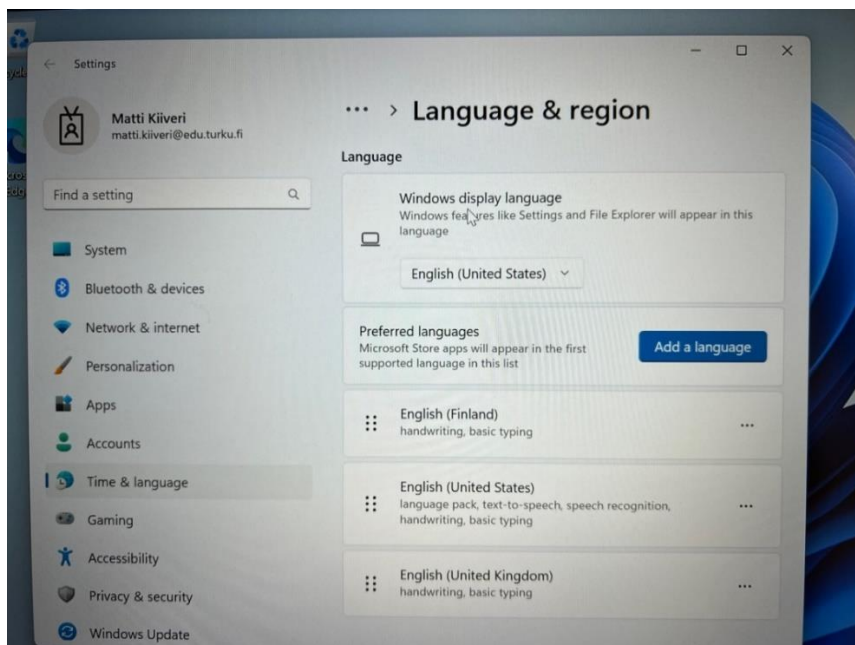 Settings
Matti Kiiveri
matti.kiiveri@edu.turku.fi
Find a setting
System
Bluetooth & devices
Network & internet
Personalization
Apps
Accounts
Time & language
Gaming
Accessibility
Privacy & security
Windows Update
... > Language & region
Language
Windows display language
Windows features like Settings and File Explorer will appear in this
language
English (United States)
Preferred languages
Microsoft Store apps will appear in the first
supported language in this list
Add a language
English (Finland)
handwriting, basic typing
English (United States)
language pack, text-to-speech, speech recognition,
handwriting, basic typing
English (United Kingdom)
handwriting, basic typing